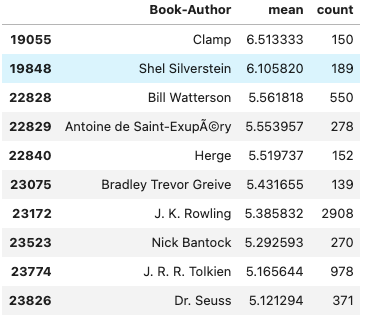 Book-Author mean count
19055 Clamp 6.513333 150
19848 Shel Silverstein 6.105820 189
22828 Bill Watterson 5.561818 550
22829 Antoine de Saint-ExupÃ©ry 5.553957 278
22840 Herge 5.519737 152
23075 Bradley Trevor Greive 5.431655 139
23172 J. K. Rowling 5.385832 2908
23523 Nick Bantock 5.292593 270
23774 J. R. R. Tolkien 5.165644 978
23826 Dr. Seuss 5.121294 371